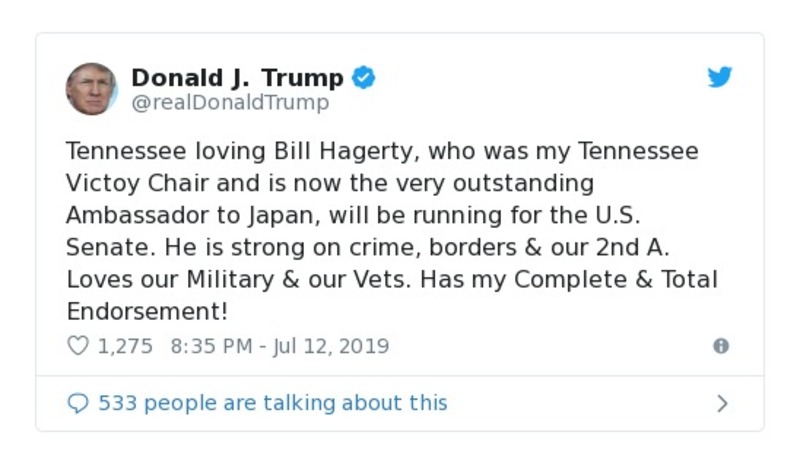 Donald J. Trump
@realDonaldTrump
Tennessee loving Bill Hagerty, who was my Tennessee
Victoy Chair and is now the very outstanding
Ambassador to Japan, will be running for the U.S.
Senate. He is strong on crime, borders & our 2nd A.
Loves our Military & our Vets. Has my Complete & Total
Endorsement!
1,275 8:35 PM - Jul 12, 2019
533 people are talking about this